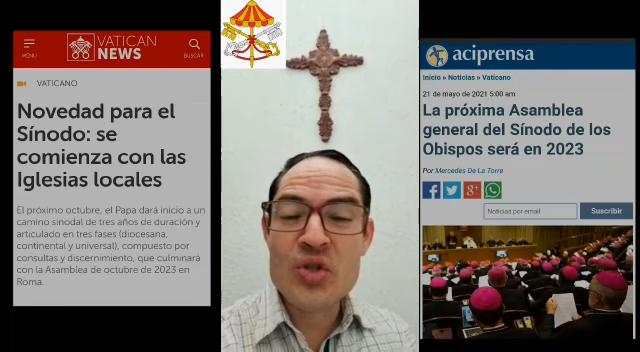 MENU
VATICAN
NEWS
BUSCAR
VATICANO
Novedad para el
Sínodo: se
comienza con las
Iglesias locales
El próximo octubre, el Papa dará inicio a
un camino sinodal de tres años de duración y
articulado en tres fases (diocesana,
continental y universal), compuesto por
consultas y discernimiento, que culminará
con la Asamblea de octubre de 2023 en
Roma.
aciprensa
Inicio » Noticias » Vaticano
21 de mayo de 2021 5:00 am
La próxima Asamblea
general del Sínodo de los
Obispos será en 2023
Por Mercedes De La Torre
Noticias por email
Suscribir